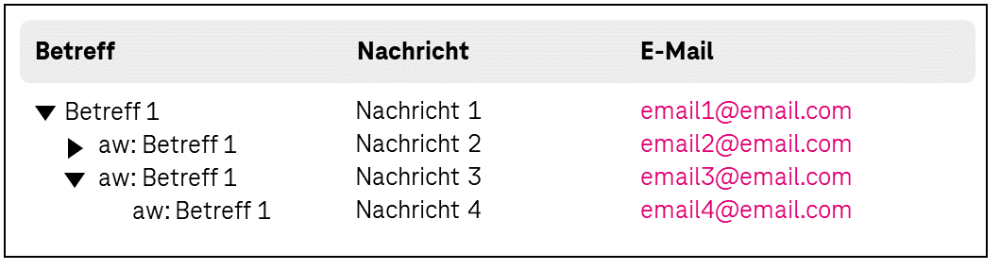 Betreff Nachricht E-Mail
Betreff 1 Nachricht 1 email1@email.com
aw: Betreff 1 Nachricht 2 email2@email.com
aw: Betreff 1 Nachricht 3 email3@email.com
aw: Betreff 1 Nachricht 4 email4@email.com